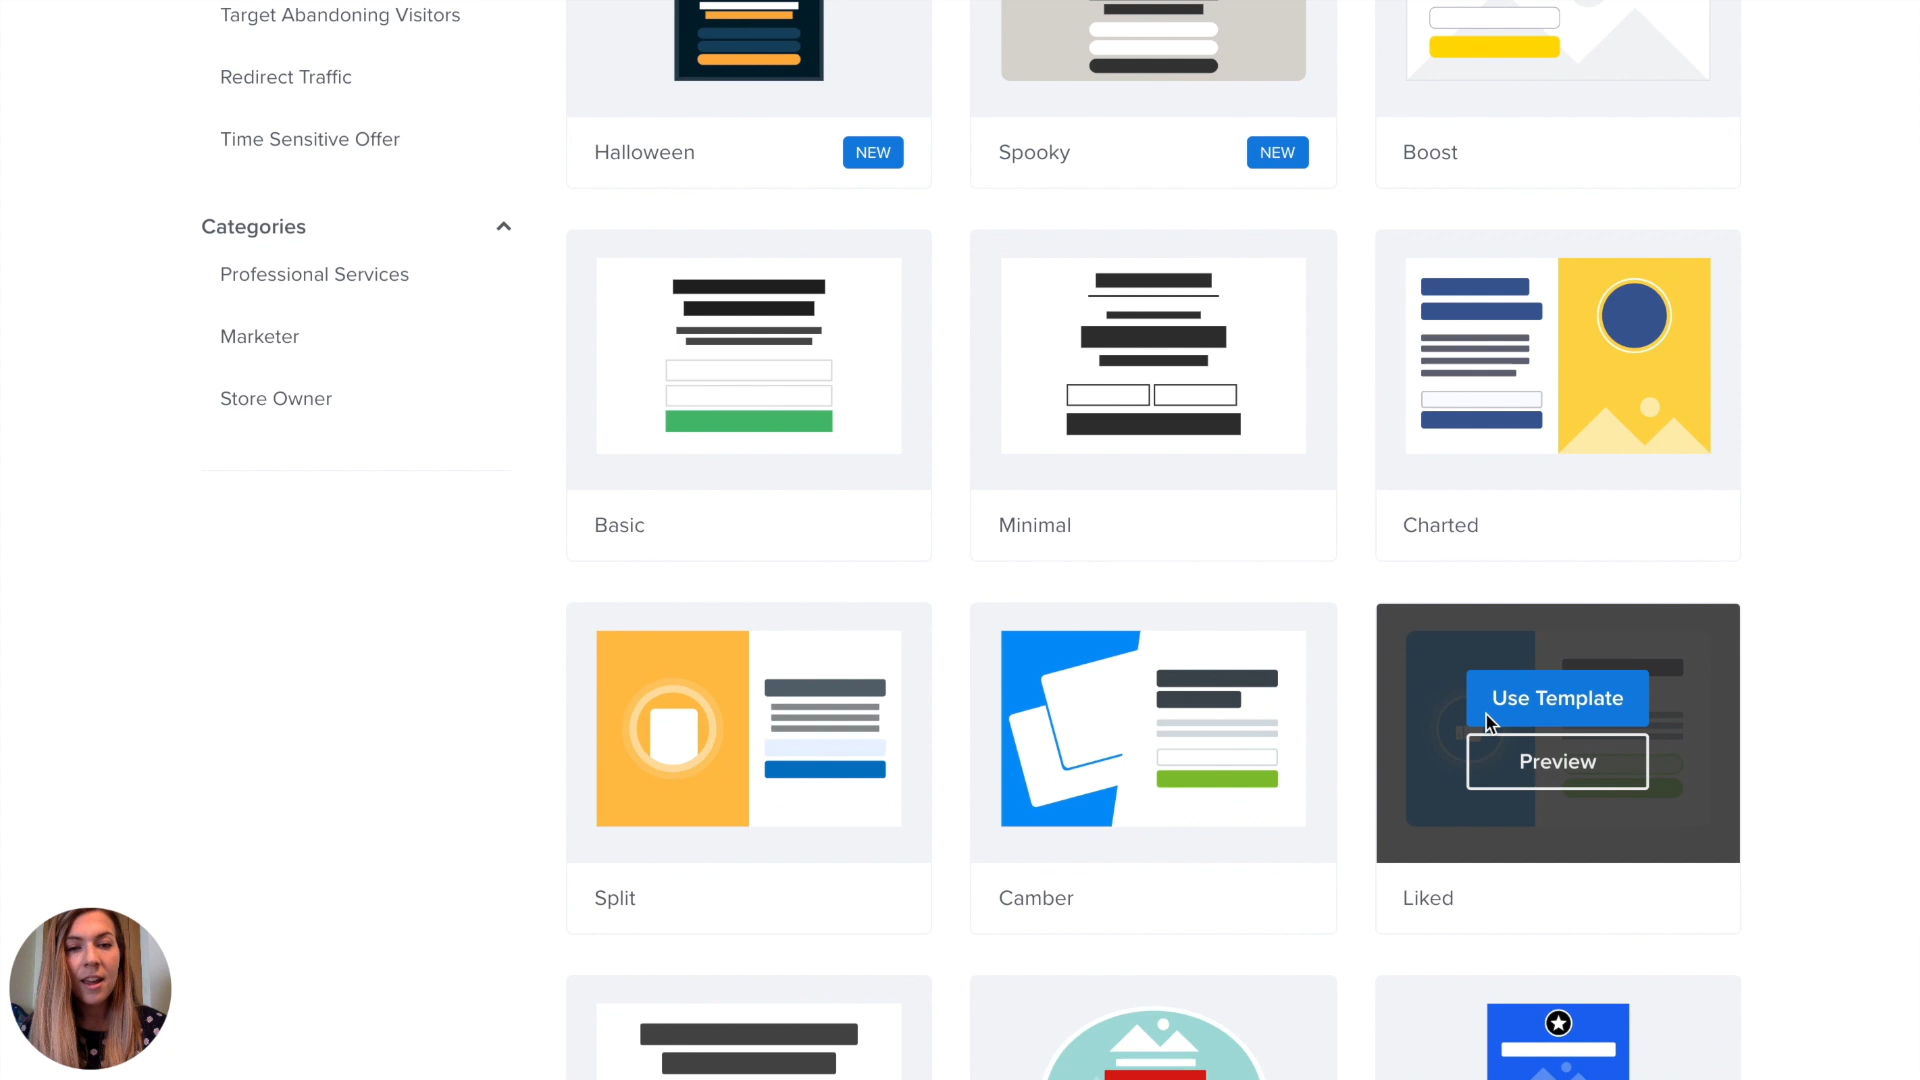 Target Abandoning Visitors
Redirect Traffic
Time Sensitive Offer
Categories
Professional Services
Marketer
Store Owner
Halloween
NEW
Spooky
NEW
Boost
Basic
Minimal
Charted
Use Template
Preview
Split
Camber
Liked